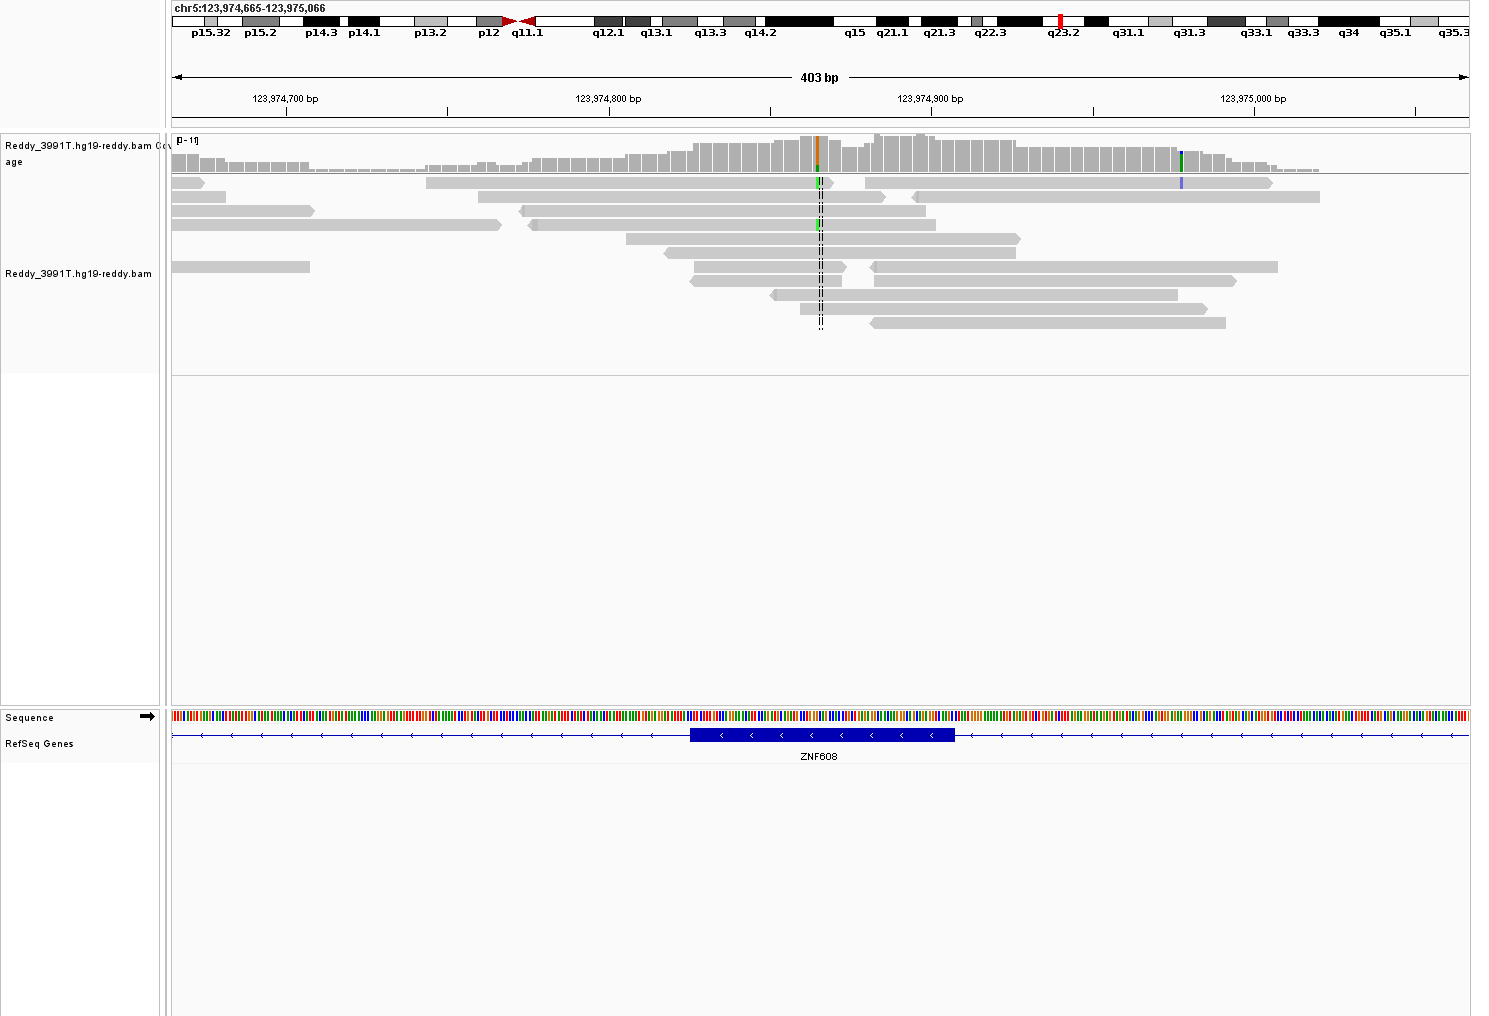 chr5:123,974,665-123,975,066
p15.32 p15.2 p14.3 p14.1 p13.2 p12 q11.1 q12.1 q13.1 q13.3 q14.2 q15 q21.1 q21.3 q22.3 q23.2 q31.1 q31.3 q33.1 q33.3 q34 q35.1 q35.3
403 bp
123,974,700 bp 123,974,800 bp 123,974,900 bp 123,975,000 bp
Reddy_3991T.hg19-reddy.bam Cov
age
[0 - 11]
Reddy_3991T.hg19-reddy.bam
Sequence
RefSeq Genes
ZNF608